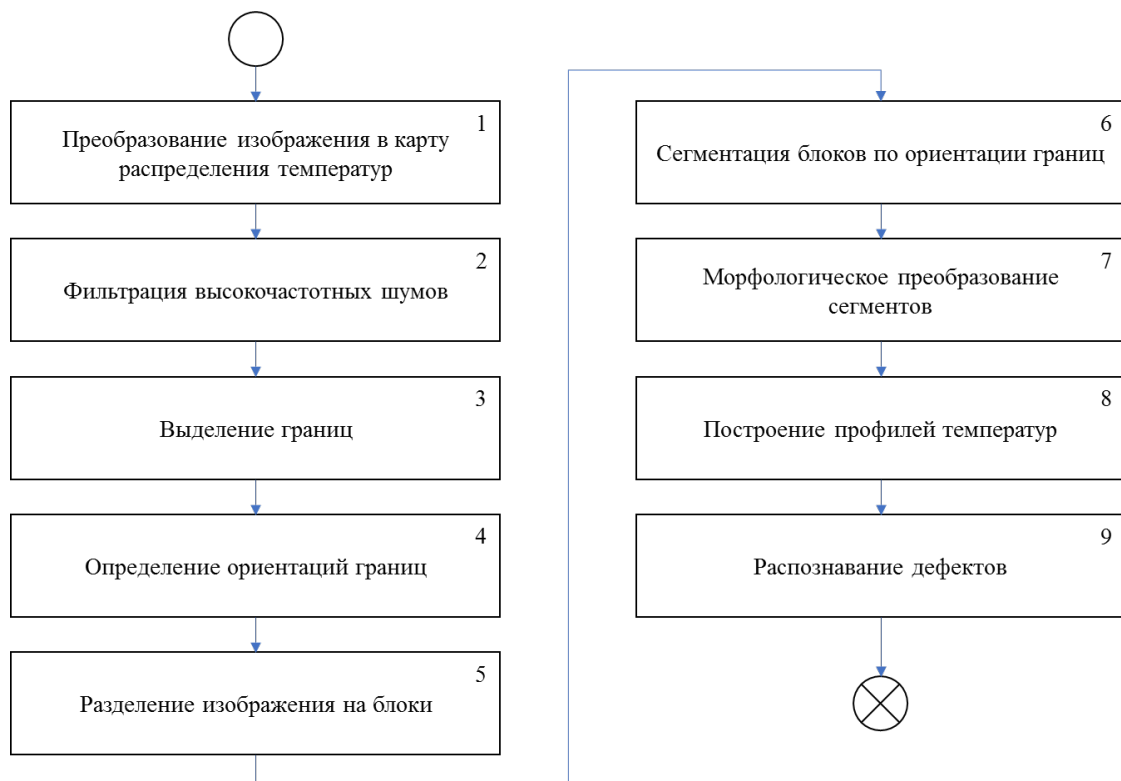 1
Преобразование изображения в карту
распределения температур
2
Фильтрация высокочастотных шумов
3
Выделение границ
4
Определение ориентаций границ
5
Разделение изображения на блоки
6
Сегментация блоков по ориентации границ
7
Морфологическое преобразование
сегментов
8
Построение профилей температур
9
Распознавание дефектов